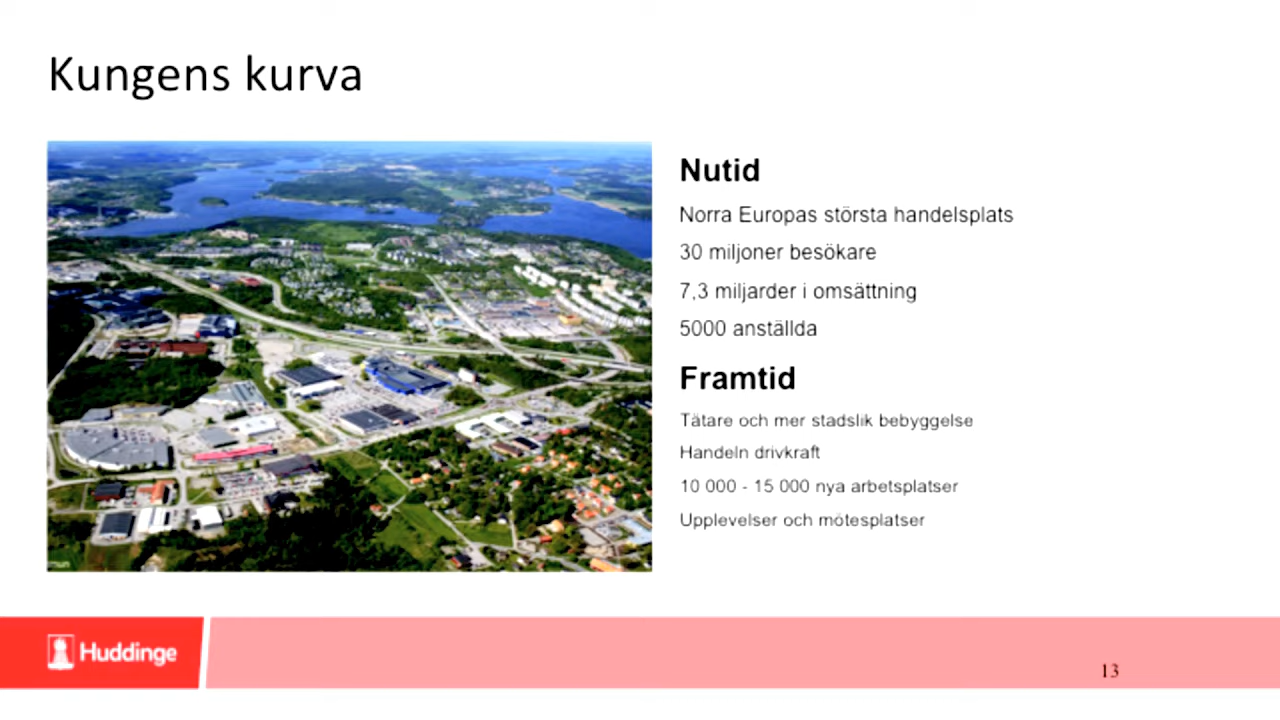 Kungens kurva
Nutid
Norra Europas största handelsplats
30 miljoner besökare
7,3 miljarder i omsättning
5000 anställda
Framtid
Tätare och mer stadslik bebyggelse
Handeln drivkraft
10 000 - 15 000 nya arbetsplatser
Upplevelser och mötesplatser
Huddinge
13